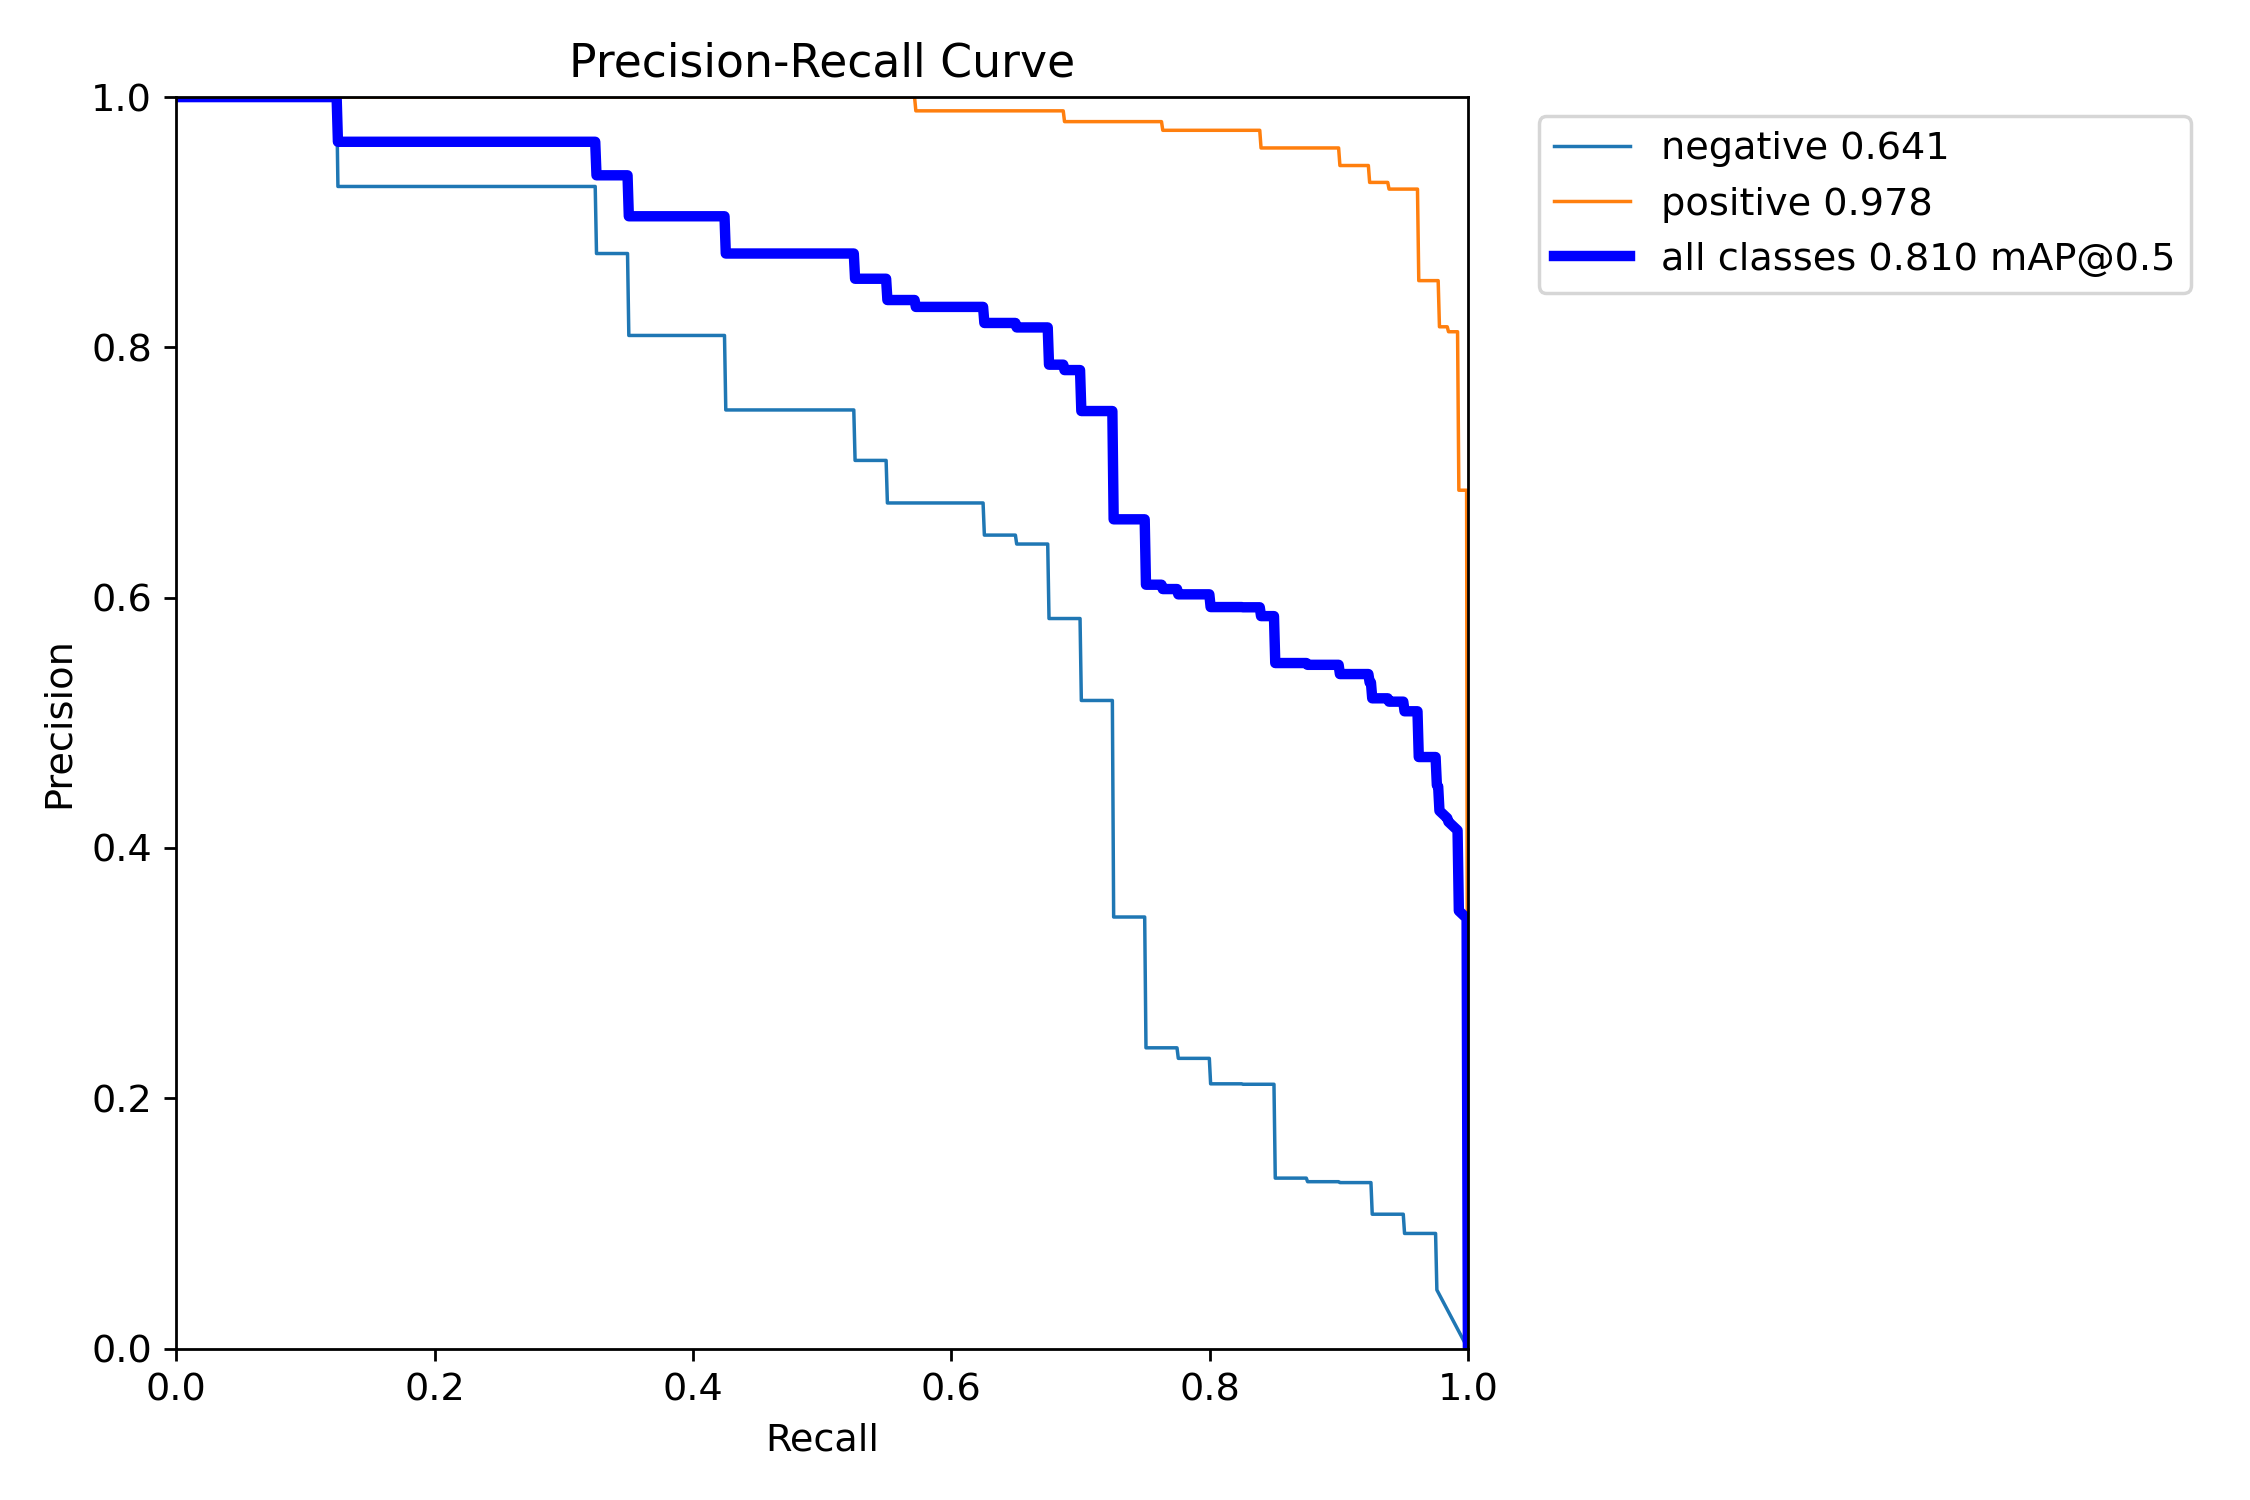 Precision-Recall Curve
1.0
0.8
0.6
0.4
0.2
0.0
Precision
0.0 0.2 0.4 0.6 0.8 1.0
Recall
negative 0.641
positive 0.978
all classes 0.810 mAP@0.5